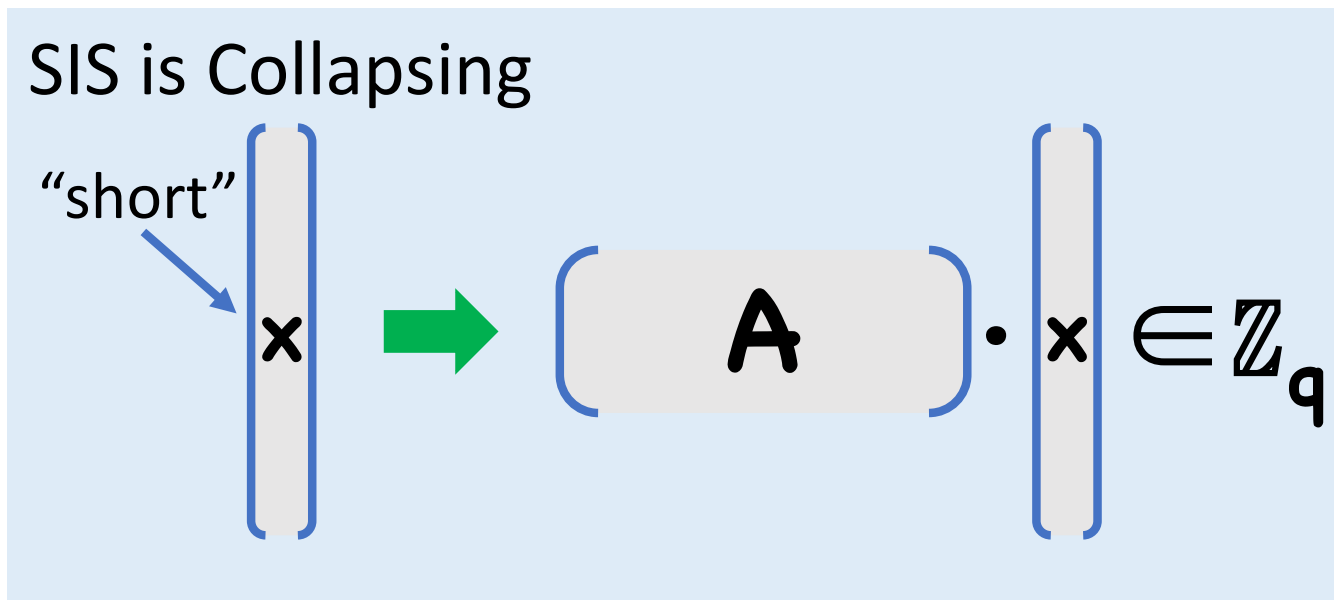 SIS is Collapsing
“short”
x A · x ∈ ℤq